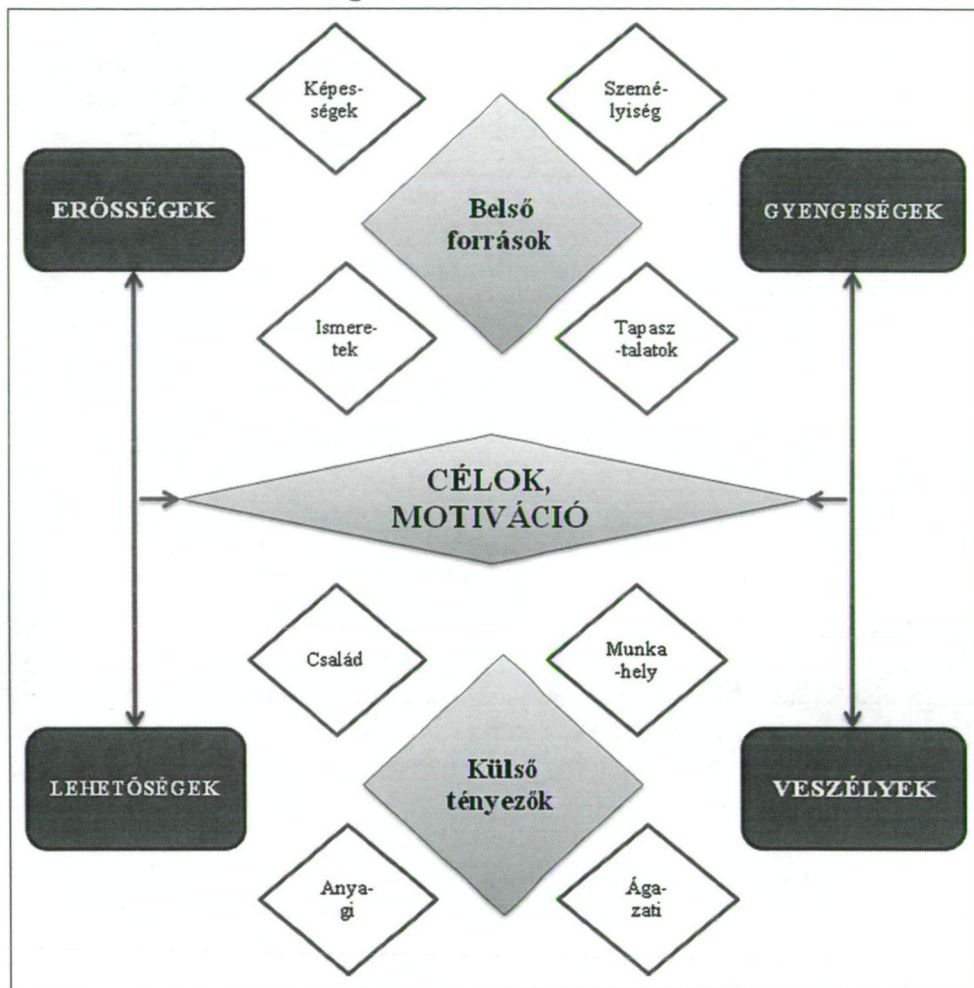 Képes-
ségek
Szemé-
lyiség
ERŐSSÉGEK
Belső
források
GYENGESÉGEK
Ismere-
tek
Tapasz
-talatok
CÉLOK,
MOTIVÁCIÓ
Család
Munka
-hely
LEHETŐSÉGEK
Külső
tényezők
VESZÉLYEK
Anya-
gi
Ága-
zati